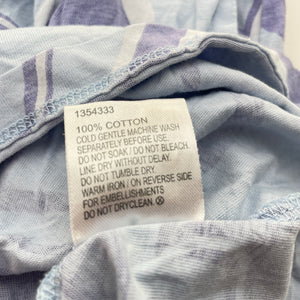 1354333
100% COTTON
COLD GENTLE MACHINE WASH
SEPARATELY BEFORE USE.
DO NOT SOAK / DO NOT BLEACH.
LINE DRY WITHOUT DELAY.
DO NOT TUMBLE DRY
WARM IRON / ON REVERSE SIDE
FOR EMBELLISHMENTS
DO NOT DRYCLEAN.